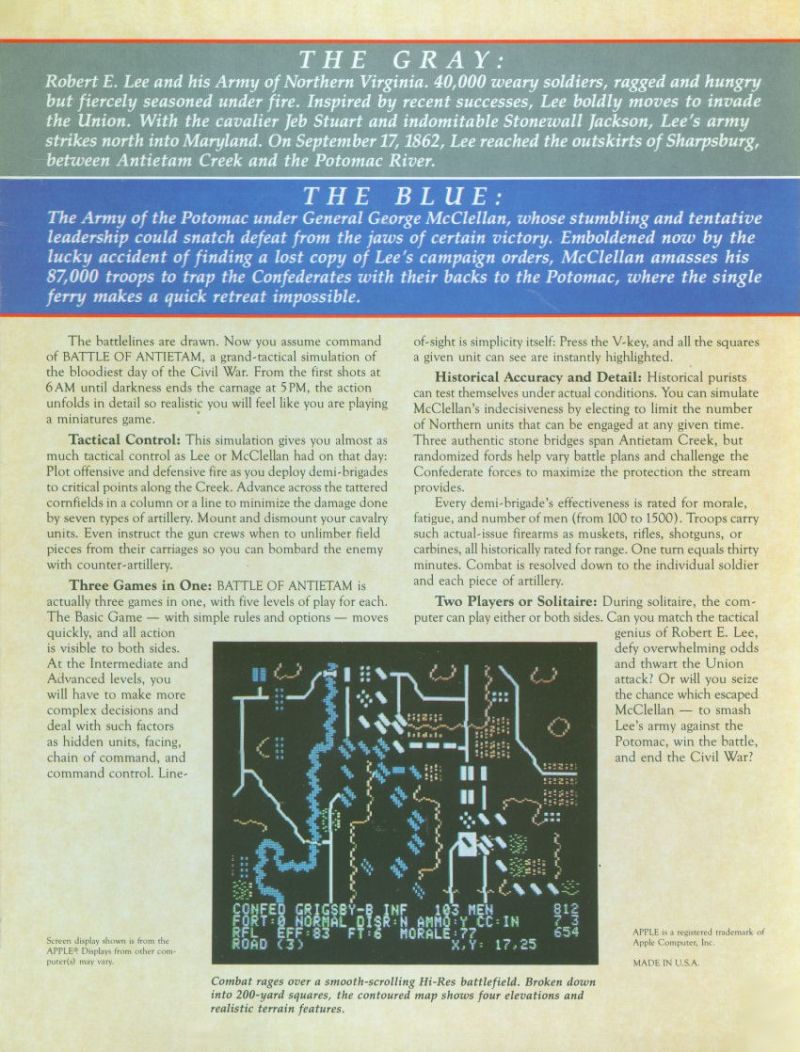 THE GRAY:
Robert E. Lee and his Army of Northern Virginia. 40,000 weary soldiers, ragged and hungry
but fiercely seasoned under fire. Inspired by recent successes, Lee boldly moves to invade
the Union. With the cavalier Jeb Stuart and indomitable Stonewall Jackson, Lee's army
strikes north into Maryland. On September 17, 1862, Lee reached the outskirts of Sharpsburg,
between Antietam Creek and the Potomac River.
THE BLUE:
The Army of the Potomac under General George McClellan, whose stumbling and tentative
leadership could snatch defeat from the jaws of certain victory. Emboldened now by the
lucky accident of finding a lost copy of Lee's campaign orders, McClellan amasses his
87,000 troops to trap the Confederates with their backs to the Potomac, where the single
ferry makes a quick retreat impossible.
The battlelines are drawn. Now you assume command
of BATTLE OF ANTIETAM, a grand-tactical simulation of
the bloodiest day of the Civil War. From the first shots at
6 AM until darkness ends the carnage at 5 PM, the action
unfolds in detail so realistic you will feel like you are playing
a miniatures game.
Tactical Control: This simulation gives you almost as
much tactical control as Lee or McClellan had on that day:
Plot offensive and defensive fire as you deploy demi-brigades
to critical points along the Creek. Advance across the tattered
cornfields in a column or a line to minimize the damage done
by seven types of artillery. Mount and dismount your cavalry
units. Even instruct the gun crews when to unlimber field
pieces from their carriages so you can bombard the enemy
with counter-artillery.
Three Games in One: BATTLE OF ANTIETAM is
actually three games in one, with five levels of play for each.
The Basic Game — with simple rules and options — moves
quickly, and all action
is visible to both sides.
At the Intermediate and
Advanced levels, you
will have to make more
complex decisions and
deal with such factors
as hidden units, facing,
chain of command, and
command control. Line-
of-sight is simplicity itself: Press the V-key, and all the squares
a given unit can see are instantly highlighted.
Historical Accuracy and Detail: Historical purists
can test themselves under actual conditions. You can simulate
McClellan's indecisiveness by electing to limit the number
of Northern units that can be engaged at any given time.
Three authentic stone bridges span Antietam Creek, but
randomized fords help vary battle plans and challenge the
Confederate forces to maximize the protection the stream
provides.
Every demi-brigade's effectiveness is rated for morale,
fatigue, and number of men (from 100 to 1500). Troops carry
such actual-issue firearms as muskets, rifles, shotguns, or
carbines, all historically rated for range. One turn equals thirty
minutes. Combat is resolved down to the individual soldier
and each piece of artillery.
Two Players or Solitaire: During solitaire, the com-
puter can play either or both sides. Can you match the tactical
genius of Robert E. Lee,
defy overwhelming odds
and thwart the Union
attack? Or will you seize
the chance which escaped
McClellan — to smash
Lee's army against the
Potomac, win the battle,
and end the Civil War?
CONFED GRIGSBY-B INF 103 MEN 812
FORT:0 NORMAL DISR:N AMMO:Y CC:IN 7 3
RFL EFF:83 FT:6 MORALE:77 654
ROAD (3) X,Y: 17,25
Screen display shown is from the
APPLE® Displays from other com-
puter(s) may vary.
APPLE is a registered trademark of
Apple Computer, Inc.
MADE IN U.S.A.
Combat rages over a smooth-scrolling Hi-Res battlefield. Broken down
into 200-yard squares, the contoured map shows four elevations and
realistic terrain features.